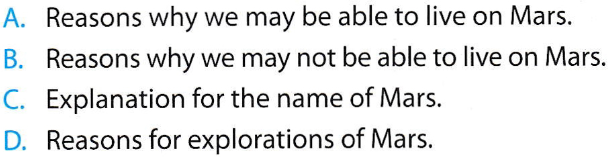 A. Reasons why we may be able to live on Mars.
B. Reasons why we may not be able to live on Mars.
C. Explanation for the name of Mars.
D. Reasons for explorations of Mars.